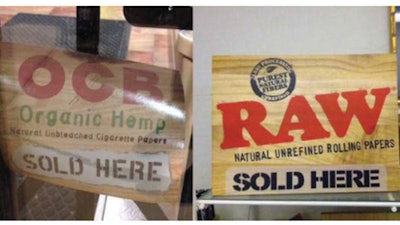 OCB
Organic Hemp
Natural Unbleached Cigarette Papers
SOLD HERE
PUREST
NATURAL
FIBERS
RAW
NATURAL UNREFINED ROLLING PAPERS
SOLD HERE